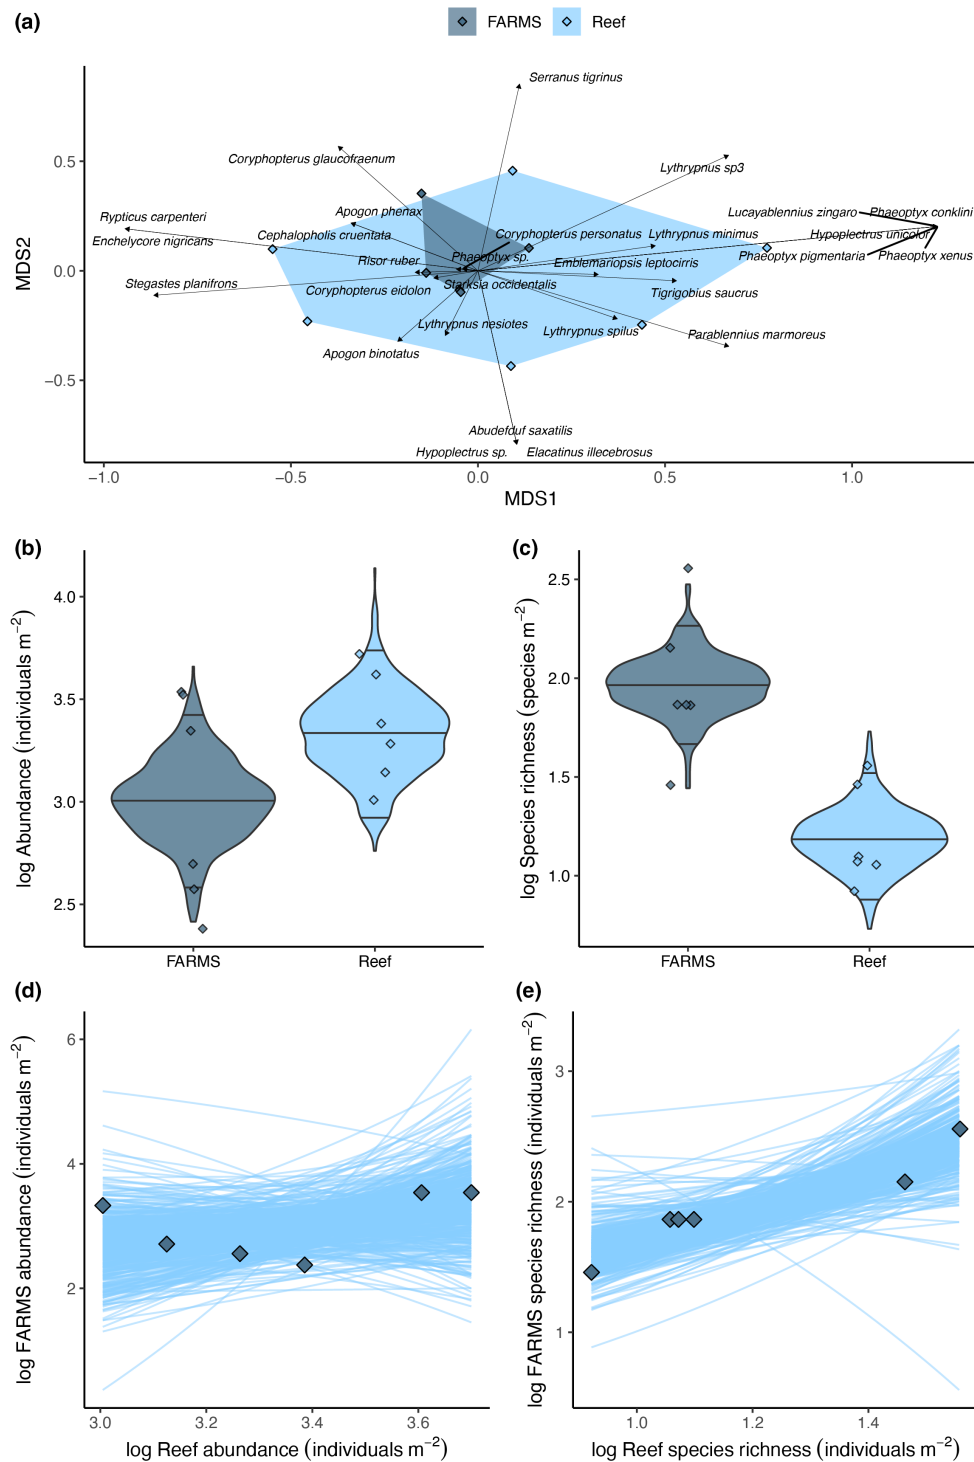 (a)
FARMS Reef
Serranus tigrinus
Coryphopterus glaucofraenum
Lythrypnus sp3
Rypticus carpenteri
Apogon phenax
Lucayablennius zingaro Phaeoptyx conklini
Enchelycore nigricans
Cephalopholis cruentata
Coryphopterus personatus
Lythrypnus minimus
Hypoplectrus unicolor
Risor ruber
Phaeoptyx sp.
Emblemariopsis leptocirris
Phaeoptyx pigmentaria
Phaeoptyx xenus
Stegastes planifrons
Coryphopterus eidolon
Starksia occidentalis
Tigrigobius saucrus
Lythrypnus nesiotes
Lythrypnus spilus
Parablennius marmoreus
Apogon binotatus
Abudefduf saxatilis
Hypoplectrus sp.
Elacatinus illecebrosus
MDS2
0.5
0.0
−0.5
−1.0 −0.5 0.0 0.5 1.0
MDS1
(b)
log Abundance (individuals m−2)
4.0
3.5
3.0
2.5
FARMS Reef
(c)
log Species richness (species m−2)
2.5
2.0
1.5
1.0
FARMS Reef
(d)
log FARMS abundance (individuals m−2)
6
4
2
3.0 3.2 3.4 3.6
log Reef abundance (individuals m−2)
(e)
log FARMS species richness (individuals m−2)
3
2
1
1.0 1.2 1.4
log Reef species richness (individuals m−2)